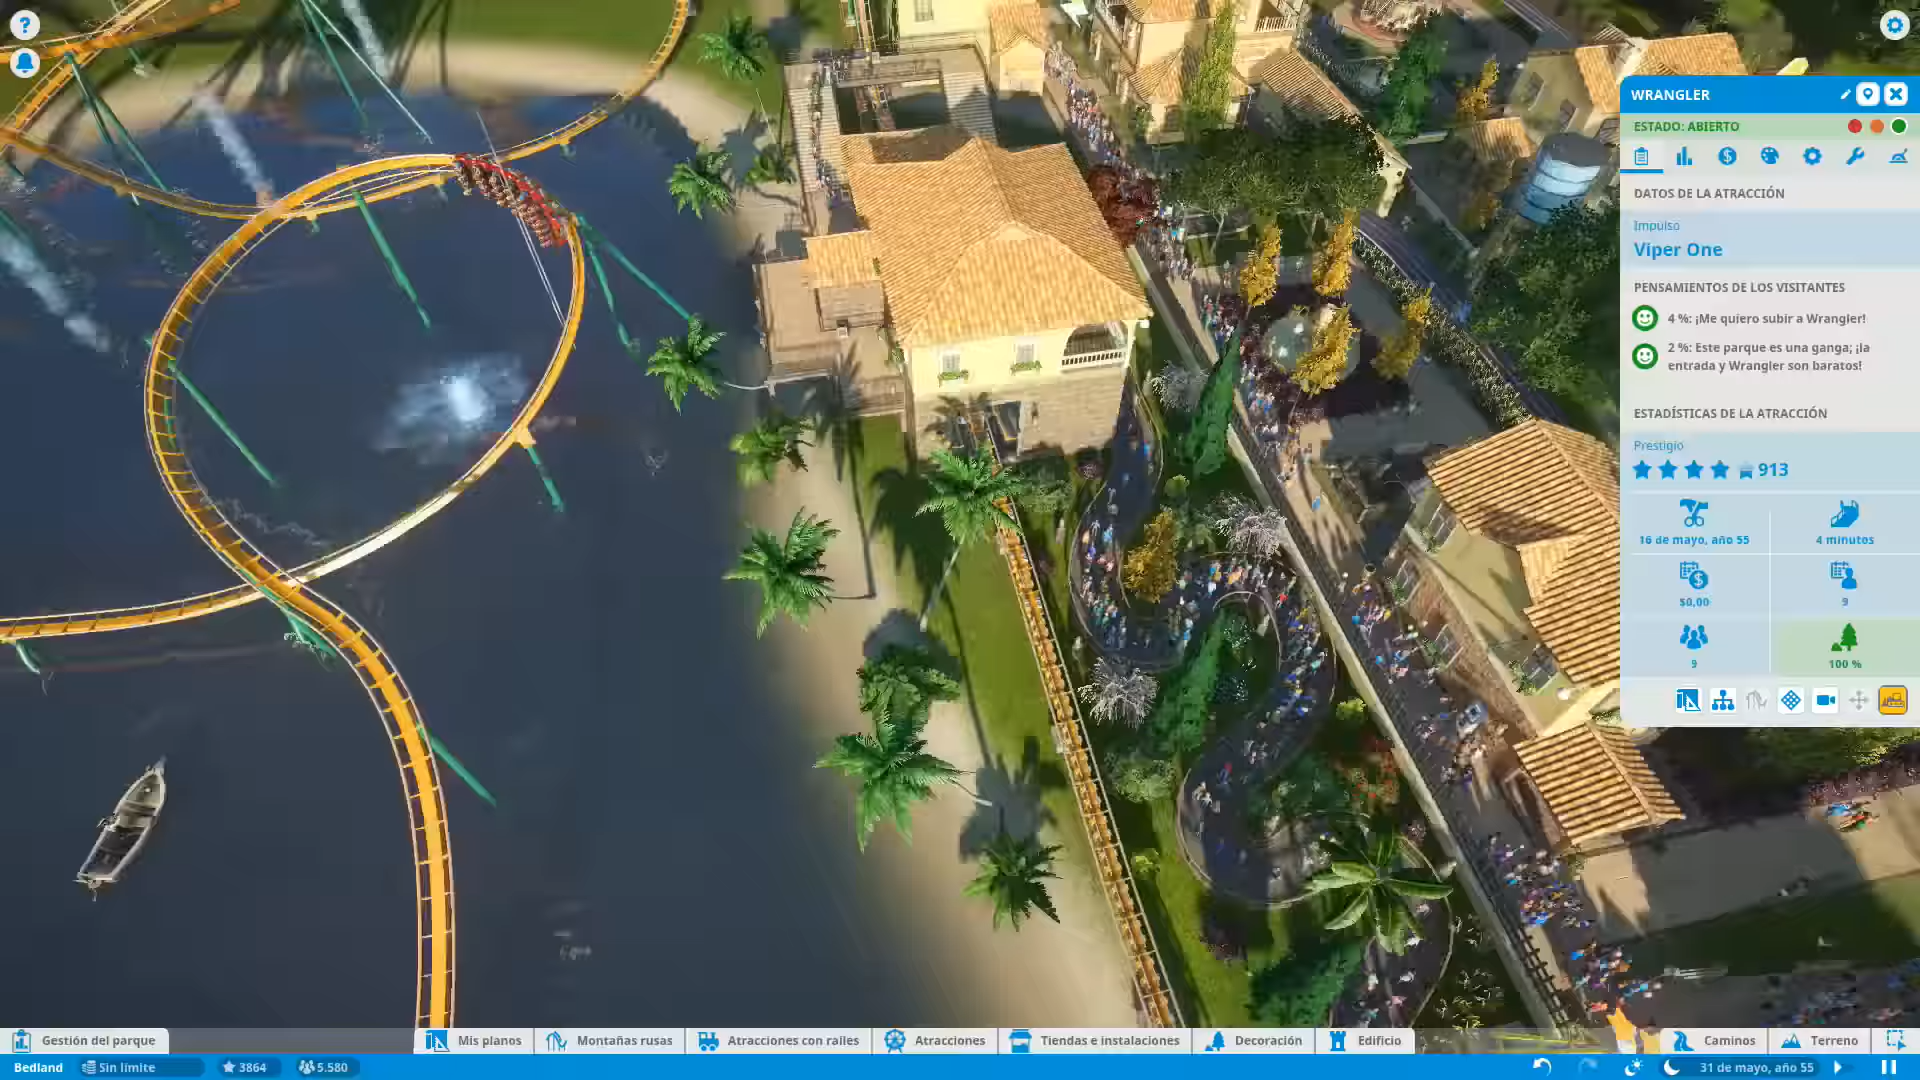 WRANGLER
ESTADO: ABIERTO
DATOS DE LA ATRACCIÓN
Impulso
Viper One
PENSAMIENTOS DE LOS VISITANTES
4 %: ¡Me quiero subir a Wrangler!
2 %: Este parque es una ganga; ¡la
entrada y Wrangler son baratos!
ESTADÍSTICAS DE LA ATRACCIÓN
Prestigio
913
16 de mayo, año 55
4 minutos
$0,00
9
9
100 %
Gestión del parque
Mis planos
Montañas rusas
Atracciones con raíles
Atracciones
Tiendas e instalaciones
Decoración
Edificio
Caminos
Terreno
Bedland
Sin límite
3864
5.580
31 de mayo, año 55